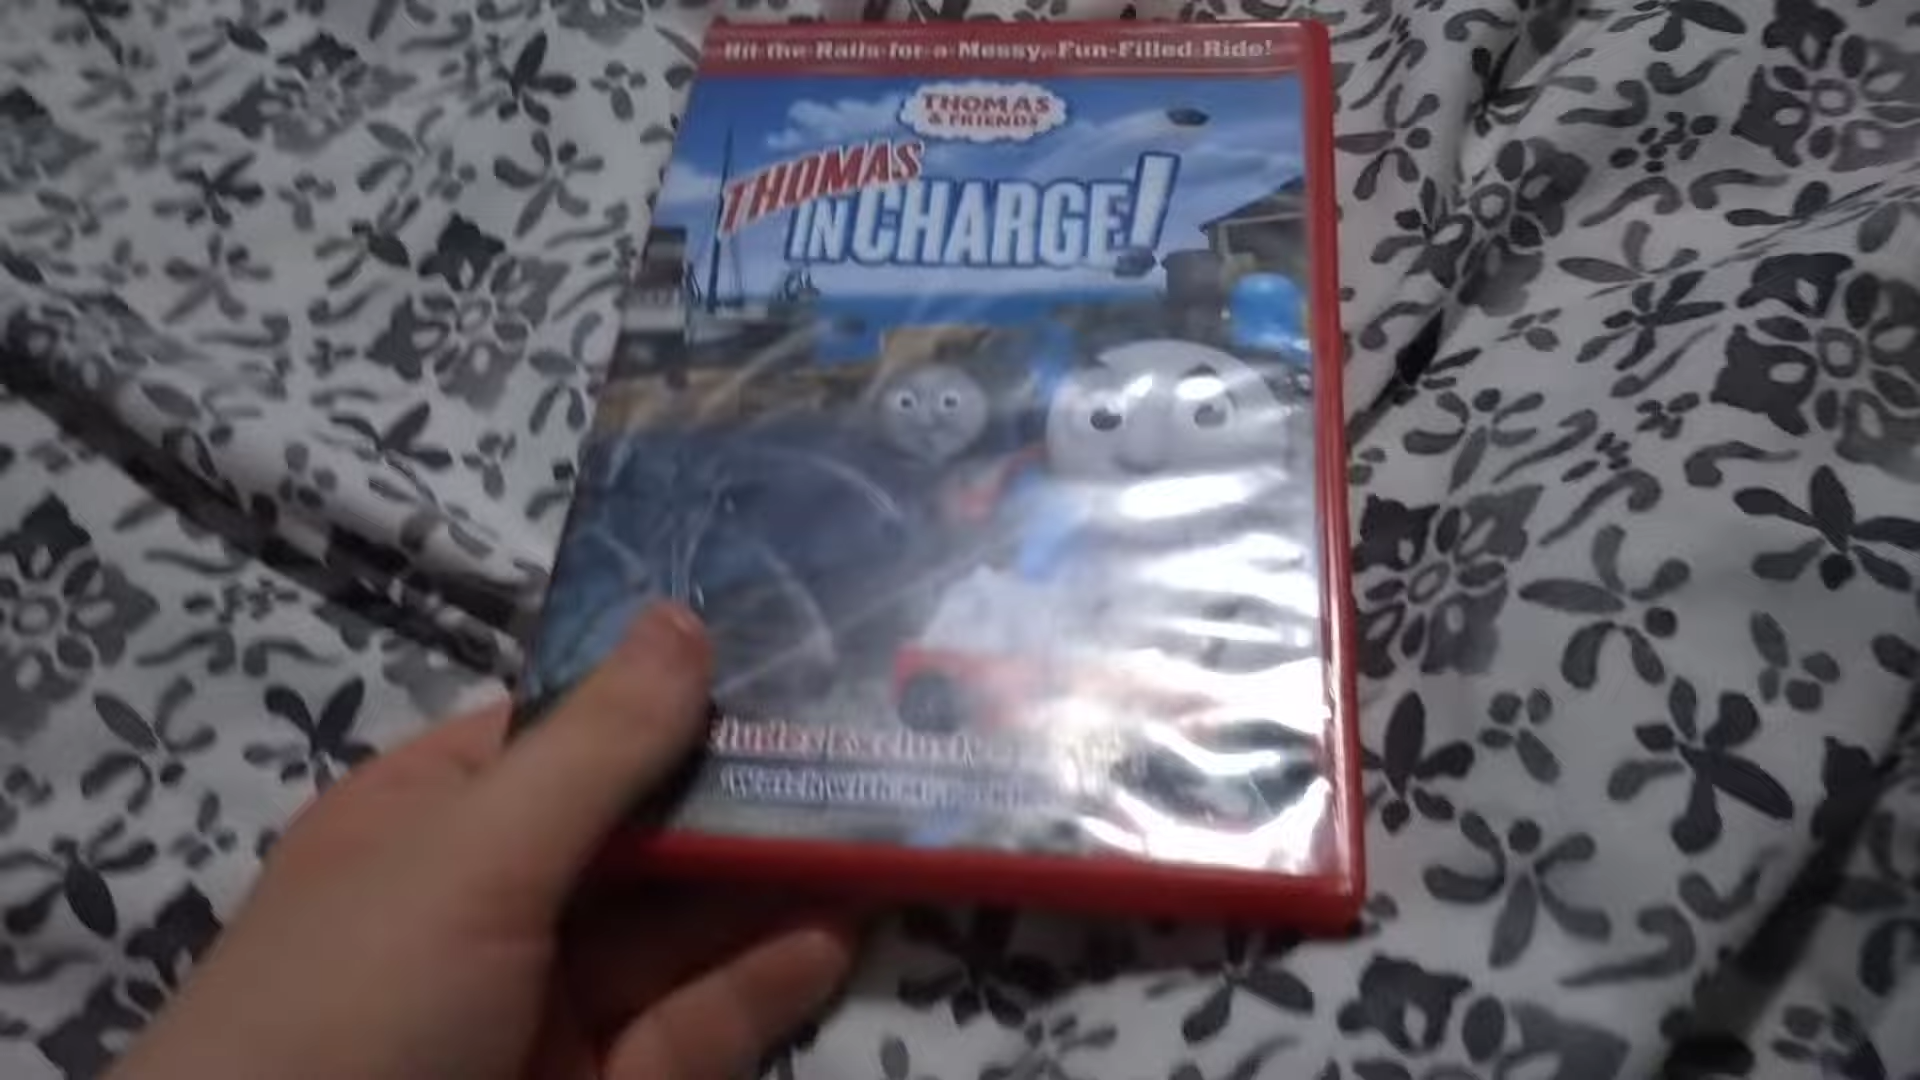 Hit the Rails for a Messy, Fun-Filled Ride!
THOMAS
& FRIENDS
THOMAS
IN CHARGE!